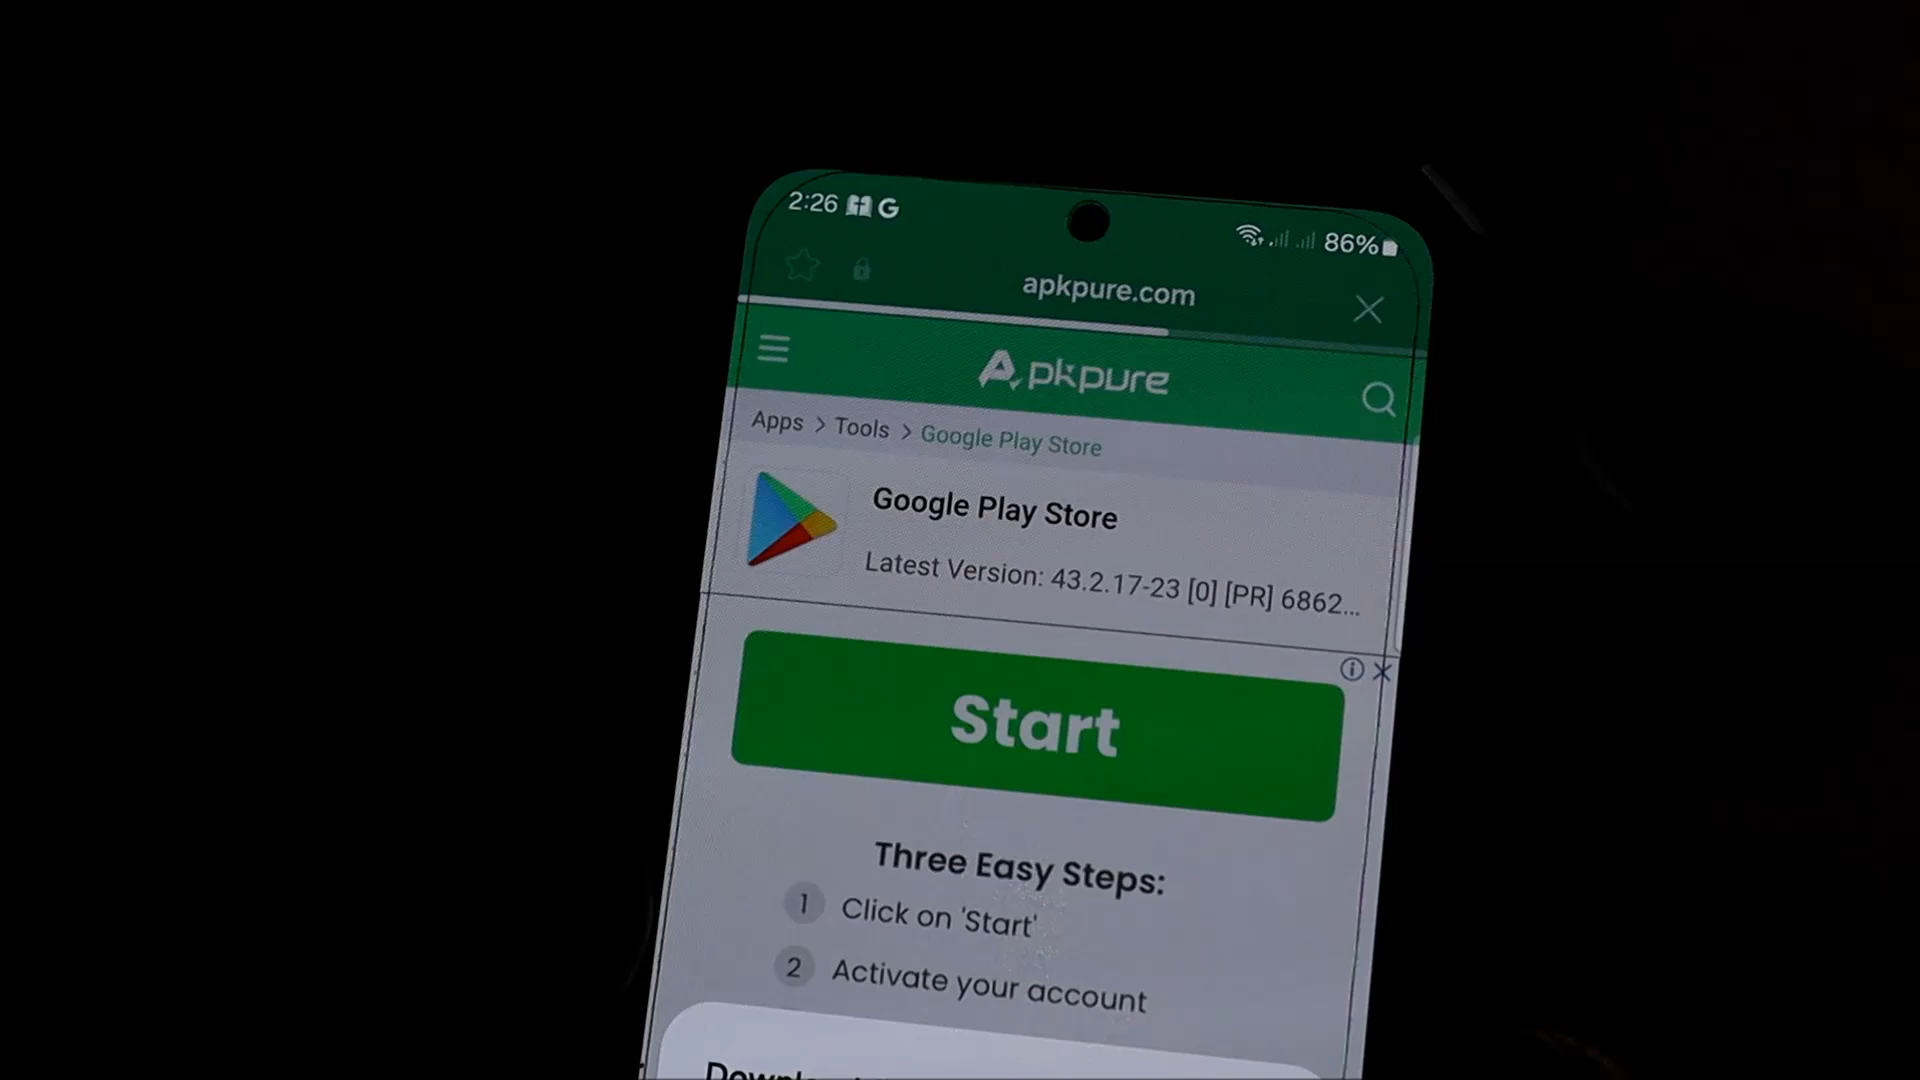 2:26 G 86%
apkpure.com
Apkpure
Apps > Tools > Google Play Store
Google Play Store
Latest Version: 43.2.17-23 [0] [PR] 6862...
Start
Three Easy Steps:
1 Click on 'Start'
2 Activate your account